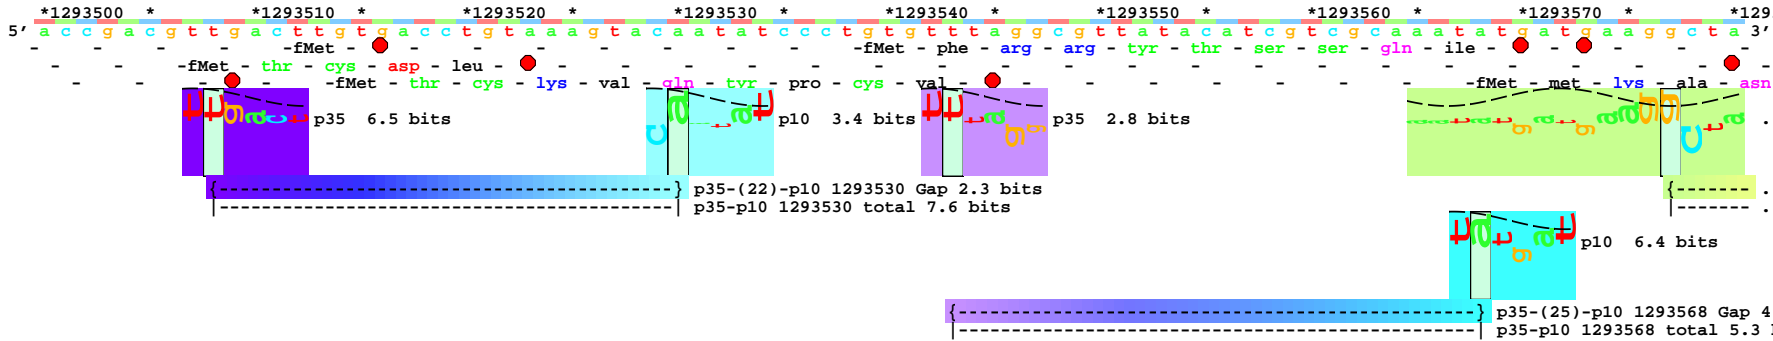 *1293500 * *1293510 * *1293520 * *1293530 * *1293540 * *1293550 * *1293560 * *1293570 * *129
5' a c c g a c g t t g a c t t g t g a c c t g t a a a g t a c a a t a t c c c t g t g t t t a g g c g t t a t a c a t c g t c g c a a a t a t g a t g a a g g c t a 3'
- - - - -fMet - - - - - - - - -fMet - phe - arg - arg - tyr - thr - ser - ser - gln - ile - - - -
- - - -fMet - thr - cys - asp - leu - - - - - - - - - - - - - - - - - - - -
- - - - -fMet - thr - cys - lys - val - gln - tyr - pro - cys - val - - - - - - - - -fMet - met - lys - ala - asn
t t g a c t p35 6.5 bits c a a t a t p10 3.4 bits t t t a g g p35 2.8 bits a a t a t g a t g a a g g c t a .
{----------------------} p35-(22)-p10 1293530 Gap 2.3 bits {------ .
|----------------------| p35-p10 1293530 total 7.6 bits |------ .
t a t g a t p10 6.4 bits
{-------------------------} p35-(25)-p10 1293568 Gap 4
|-------------------------| p35-p10 1293568 total 5.3